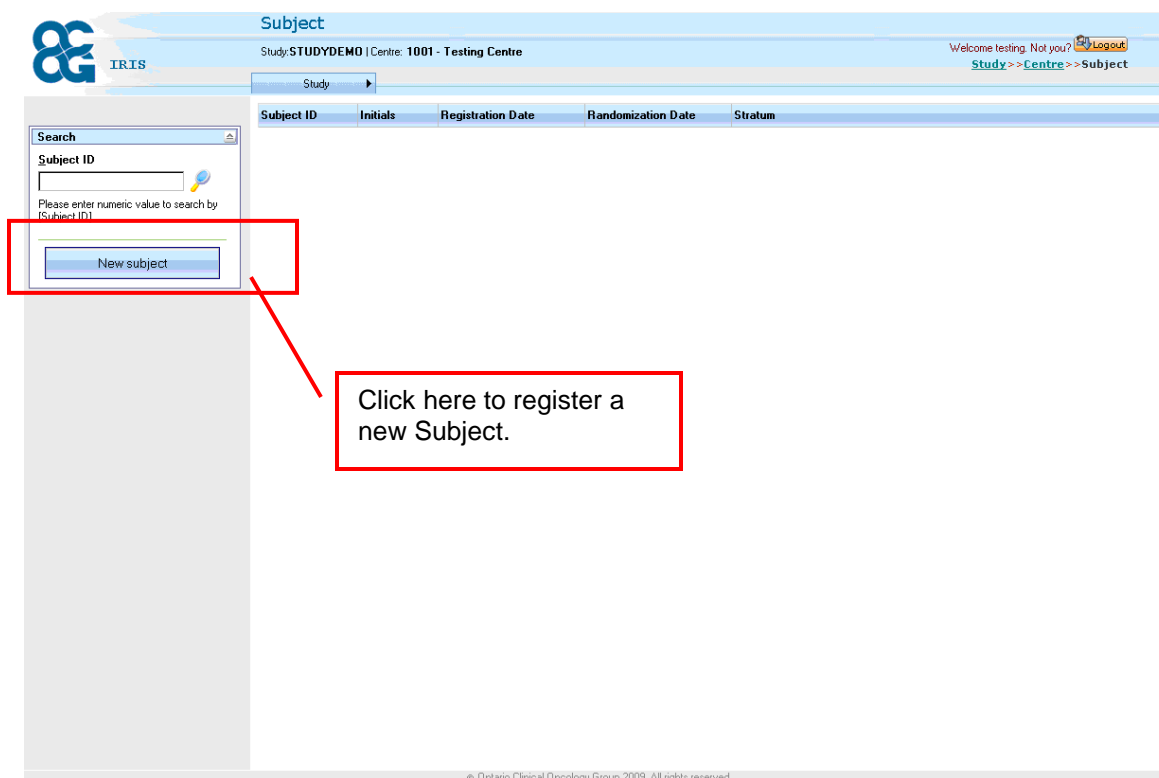 Subject
Study:STUDYDEMO | Centre: 1001 - Testing Centre
Welcome testing. Not you? Logout
IRIS
Study>>Centre>>Subject
Study
Subject ID Initials Registration Date Randomization Date Stratum
Search
Subject ID
Please enter numeric value to search by
[Subject ID]
New subject
Click here to register a
new Subject.
© Ontario Clinical Oncology Group 2009. All rights reserved